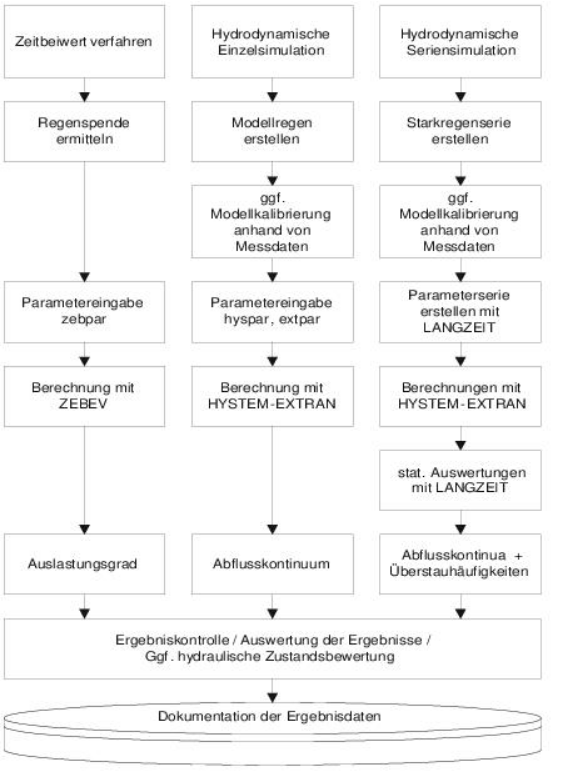 Zeitbeiwert verfahren
Hydrodynamische
Einzelsimulation
Hydrodynamische
Seriensimulation
Regenspende
ermitteln
Modellregen
erstellen
Starkregenserie
erstellen
ggf.
Modellkalibrierung
anhand von
Messdaten
ggf.
Modellkalibrierung
anhand von
Messdaten
Parametereingabe
zebpar
Parametereingabe
hyspar, extpar
Parameterserie
erstellen mit
LANGZEIT
Berechnung mit
ZEBEV
Berechnung mit
HYSTEM-EXTRAN
Berechnungen mit
HYSTEM-EXTRAN
stat. Auswertungen
mit LANGZEIT
Auslastungsgrad
Abflusskontinuum
Abflusskontinua +
Überstauhäufigkeiten
Ergebniskontrolle / Auswertung der Ergebnisse /
Ggf. hydraulische Zustandsbewertung
Dokumentation der Ergebnisdaten